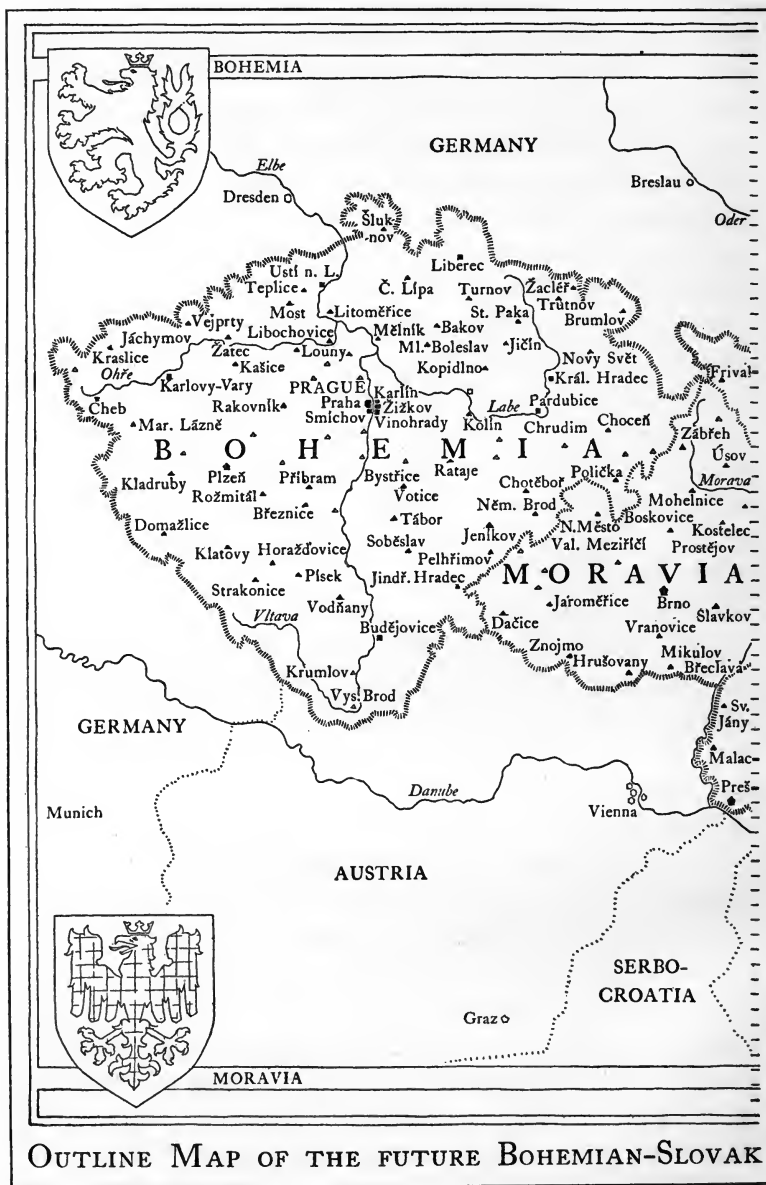 BOHEMIA
GERMANY
Elbe
Dresden
Breslau
Oder
Šluk-
nov
Liberec
Ustí n. L.
Teplice
Č. Lípa
Turnov
Žacléř
Most
Litoměřice
St. Paka
Trutnov
Brumlov
Vejprty
Libochovice
Mělník
Bakov
Jáchymov
Žatec
Louny
Ml. Boleslav
Jičín
Novy Svět
Kraslice
Kašice
Kopidlno
Frival-
Ohře
Karlovy-Vary
PRAGUE
Karlín
Král. Hradec
Cheb
Rakovník
Praha
Žižkov
Labe
Pardubice
Smíchov
Vinohrady
Kolín
Chrudim
Choceň
Mar. Lázně
Zábřeh
BOHEMIA
Úsov
Kladruby
Plzeň
Příbram
Bystřice
Rataje
Polička
Morava
Rožmitál
Votice
Chotěboř
Mohelnice
Březnice
Tábor
Něm. Brod
N.Město
Boskovice
Domažlice
Soběslav
Jeníkov
Val. Meziříčí
Kostelec
Prostějov
Klatovy
Horažďovice
Pelhřimov
Písek
Jindř. Hradec
MORAVIA
Strakonice
Vodňany
Jaroměřice
Brno
Slavkov
Vltava
Budějovice
Dačice
Vranovice
Znojmo
Mikulov
Krumlov
Hrušovany
Břeclava
Vys. Brod
Sv.
Jány
GERMANY
Malac-
Danube
Preš-
Munich
Vienna
AUSTRIA
SERBO-
CROATIA
Graz
MORAVIA
OUTLINE MAP OF THE FUTURE BOHEMIAN-SLOVAK